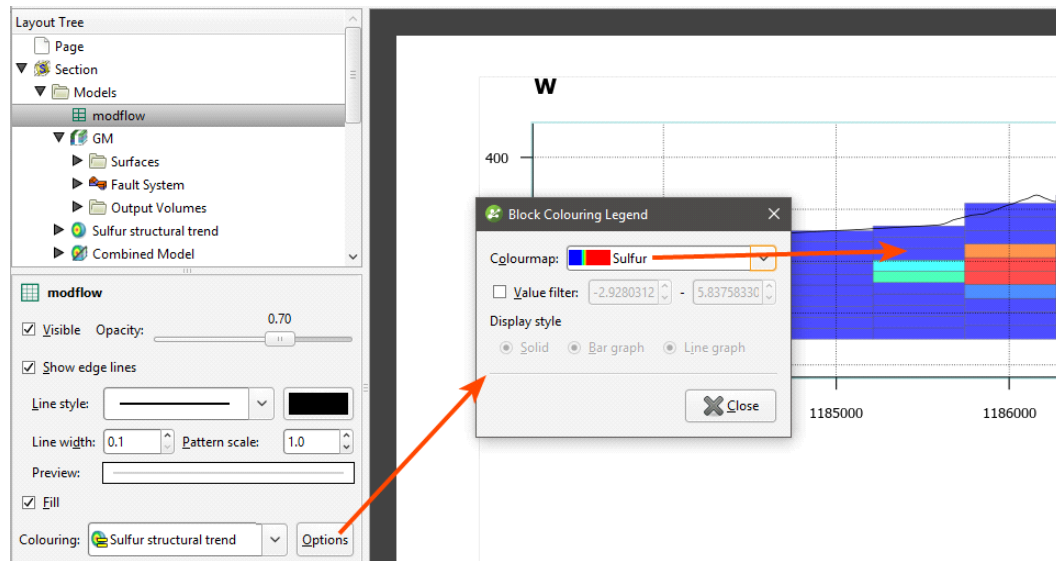 Layout Tree
Page
Section
Models
modflow
GM
Surfaces
Fault System
Output Volumes
Sulfur structural trend
Combined Model
modflow
Visible Opacity: 0.70
Show edge lines
Line style:
Line width: 0.1 Pattern scale: 1.0
Preview:
Fill
Colouring: Sulfur structural trend Options
W
400
Block Colouring Legend
Colourmap: Sulfur
Value filter: -2.9280312 - 5.83758330
Display style
Solid Bar graph Line graph
Close
1185000 1186000